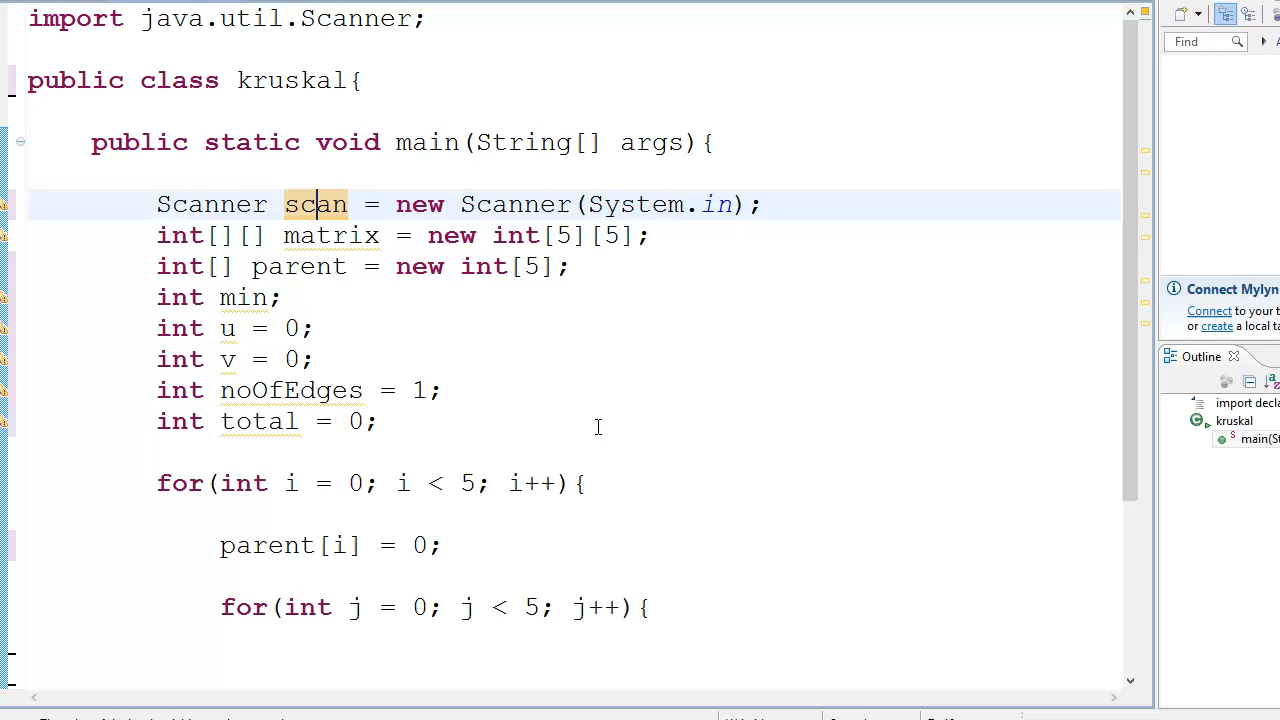 import java.util.Scanner;
public class kruskal{
public static void main(String[] args){
Scanner scan = new Scanner(System.in);
int[][] matrix = new int[5][5];
int[] parent = new int[5];
int min;
int u = 0;
int v = 0;
int noOfEdges = 1;
int total = 0;
for(int i = 0; i < 5; i++){
parent[i] = 0;
for(int j = 0; j < 5; j++){
Find
Connect Mylyn
Connect to your t
or create a local ta
Outline
import decla
kruskal
main(St